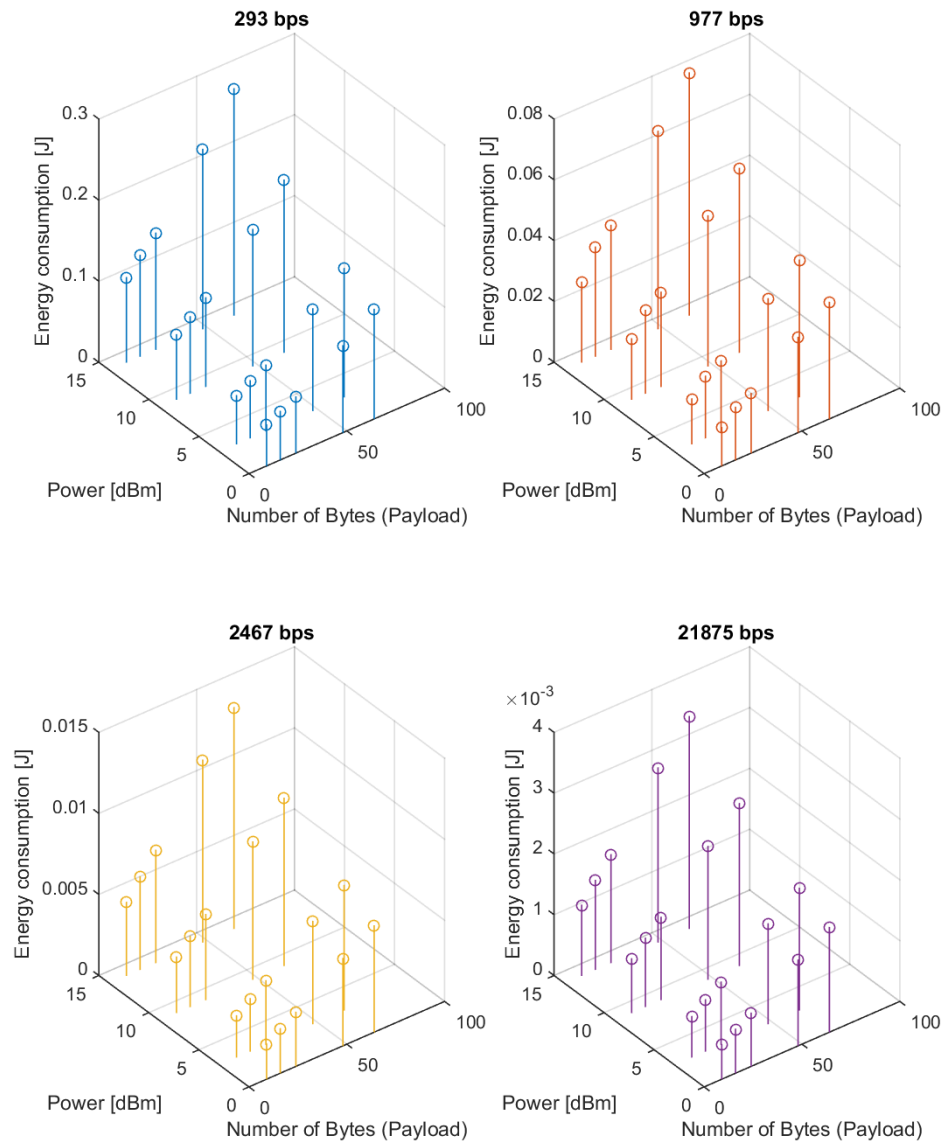 293 bps
Energy consumption [J]
0.3
0.2
0.1
0
15
10
5
0
Power [dBm]
0
50
100
Number of Bytes (Payload)
977 bps
Energy consumption [J]
0.08
0.06
0.04
0.02
0
15
10
5
0
Power [dBm]
0
50
100
Number of Bytes (Payload)
2467 bps
Energy consumption [J]
0.015
0.01
0.005
0
15
10
5
0
Power [dBm]
0
50
100
Number of Bytes (Payload)
21875 bps
×10⁻³
Energy consumption [J]
4
3
2
1
0
15
10
5
0
Power [dBm]
0
50
100
Number of Bytes (Payload)